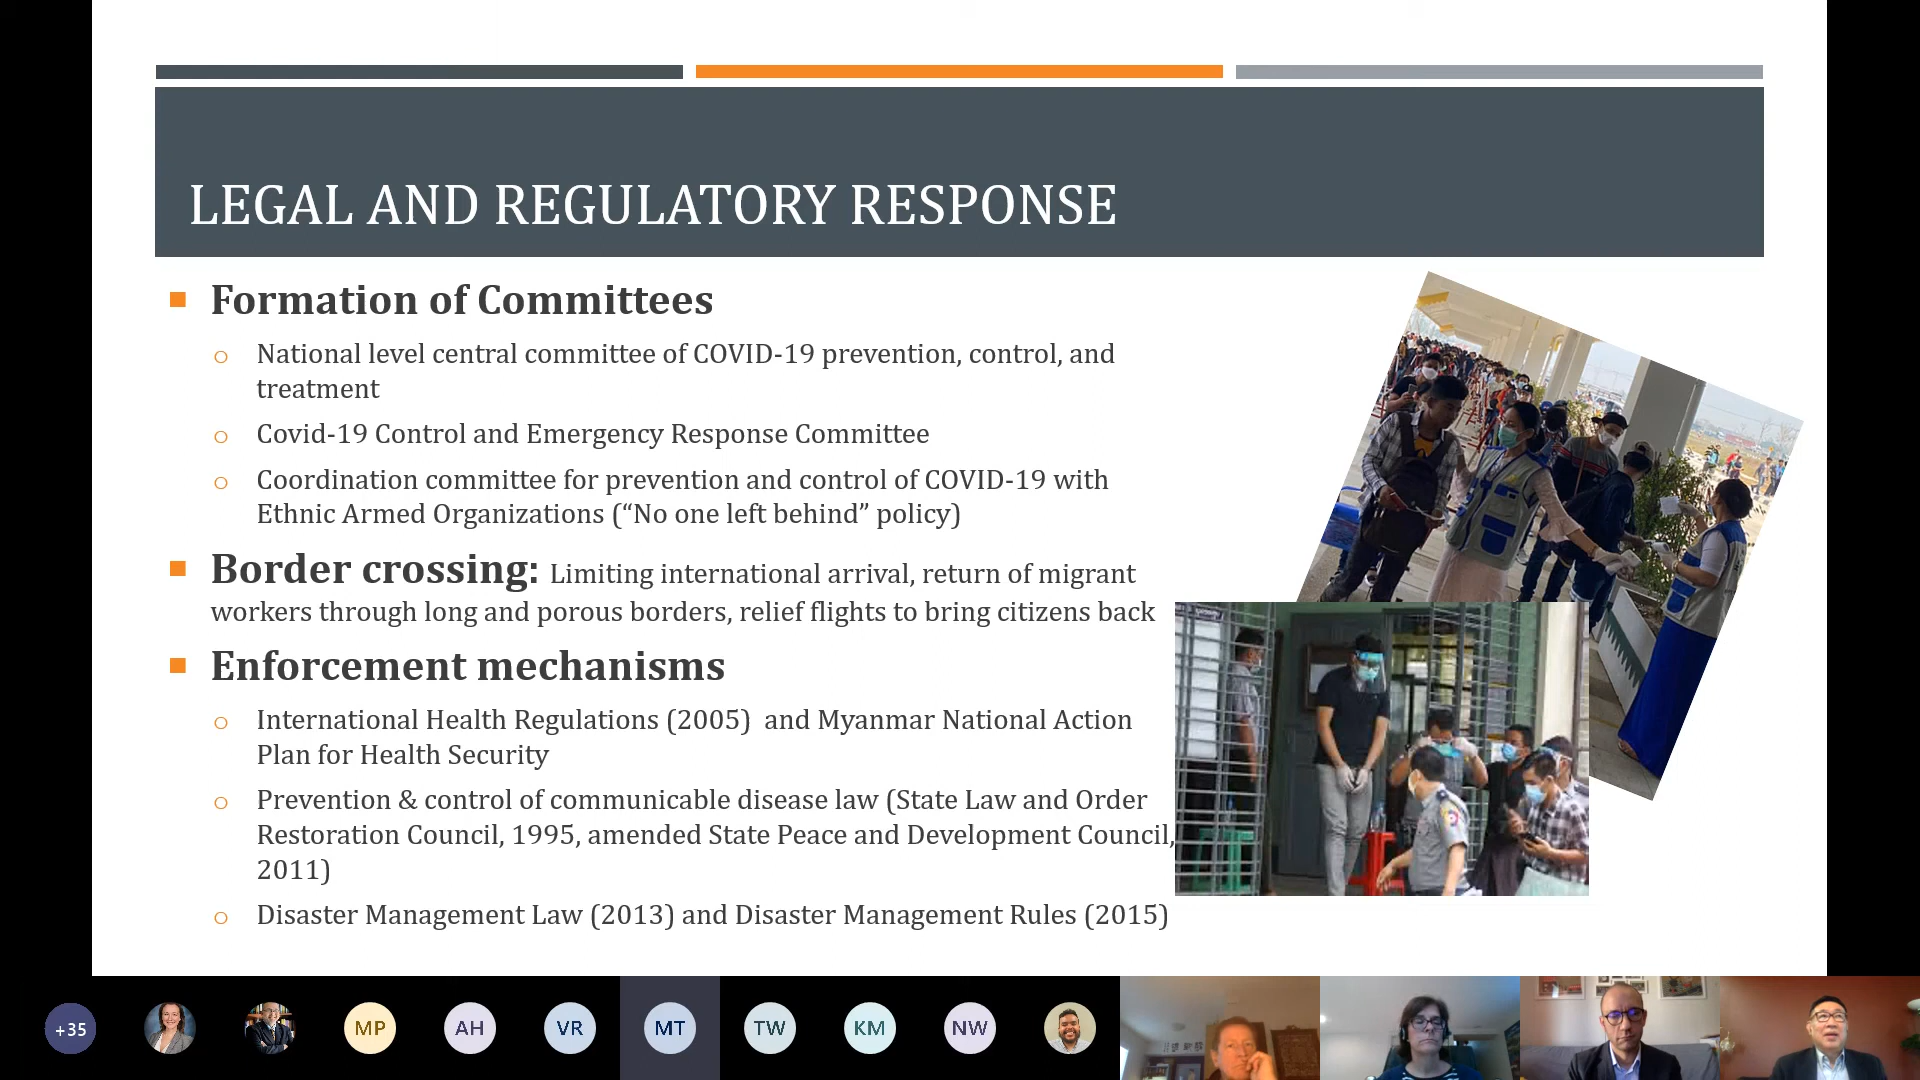 LEGAL AND REGULATORY RESPONSE
Formation of Committees
National level central committee of COVID-19 prevention, control, and
treatment
Covid-19 Control and Emergency Response Committee
Coordination committee for prevention and control of COVID-19 with
Ethnic Armed Organizations (“No one left behind” policy)
Border crossing: Limiting international arrival, return of migrant
workers through long and porous borders, relief flights to bring citizens back
Enforcement mechanisms
International Health Regulations (2005)  and Myanmar National Action
Plan for Health Security
Prevention & control of communicable disease law (State Law and Order
Restoration Council, 1995, amended State Peace and Development Council,
2011)
Disaster Management Law (2013) and Disaster Management Rules (2015)
+35
MP
AH
VR
MT
TW
KM
NW